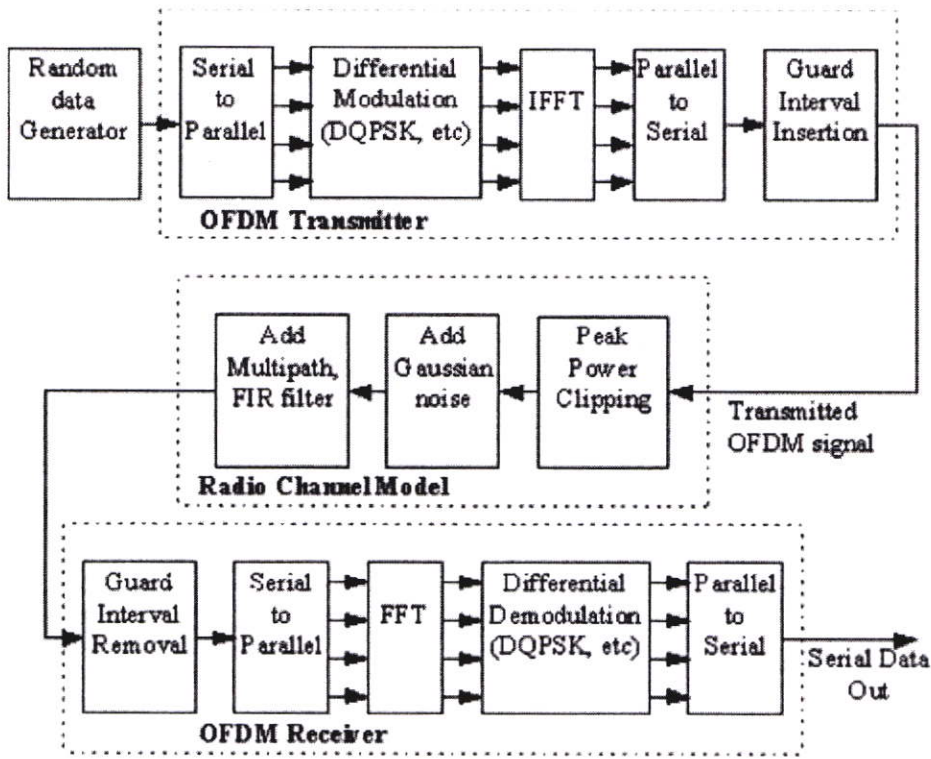 Random
data
Generator
Serial
to
Parallel
Differential
Modulation
(DQPSK, etc)
IFFT
Parallel
to
Serial
Guard
Interval
Insertion
OFDM Transmitter
Add
Multipath,
FIR filter
Add
Gaussian
noise
Peak
Power
Clipping
Transmitted
OFDM signal
Radio Channel Model
Guard
Interval
Removal
Serial
to
Parallel
FFT
Differential
Demodulation
(DQPSK, etc)
Parallel
to
Serial
Serial Data
Out
OFDM Receiver